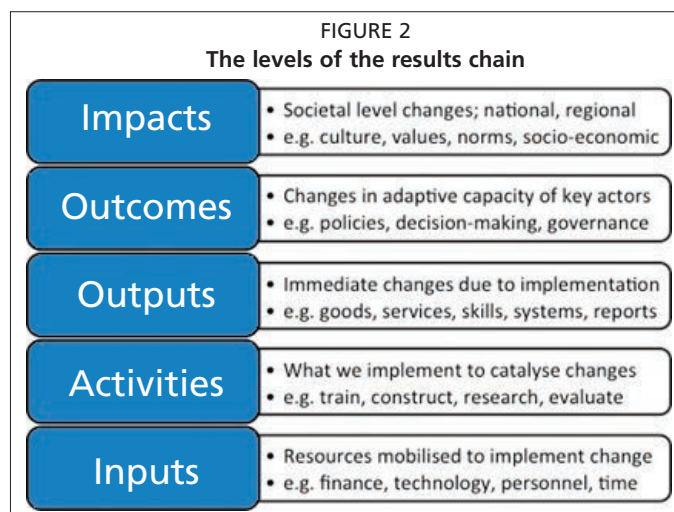 FIGURE 2
The levels of the results chain
Impacts
• Societal level changes; national, regional
• e.g. culture, values, norms, socio-economic
Outcomes
• Changes in adaptive capacity of key actors
• e.g. policies, decision-making, governance
Outputs
• Immediate changes due to implementation
• e.g. goods, services, skills, systems, reports
Activities
• What we implement to catalyse changes
• e.g. train, construct, research, evaluate
Inputs
• Resources mobilised to implement change
• e.g. finance, technology, personnel, time